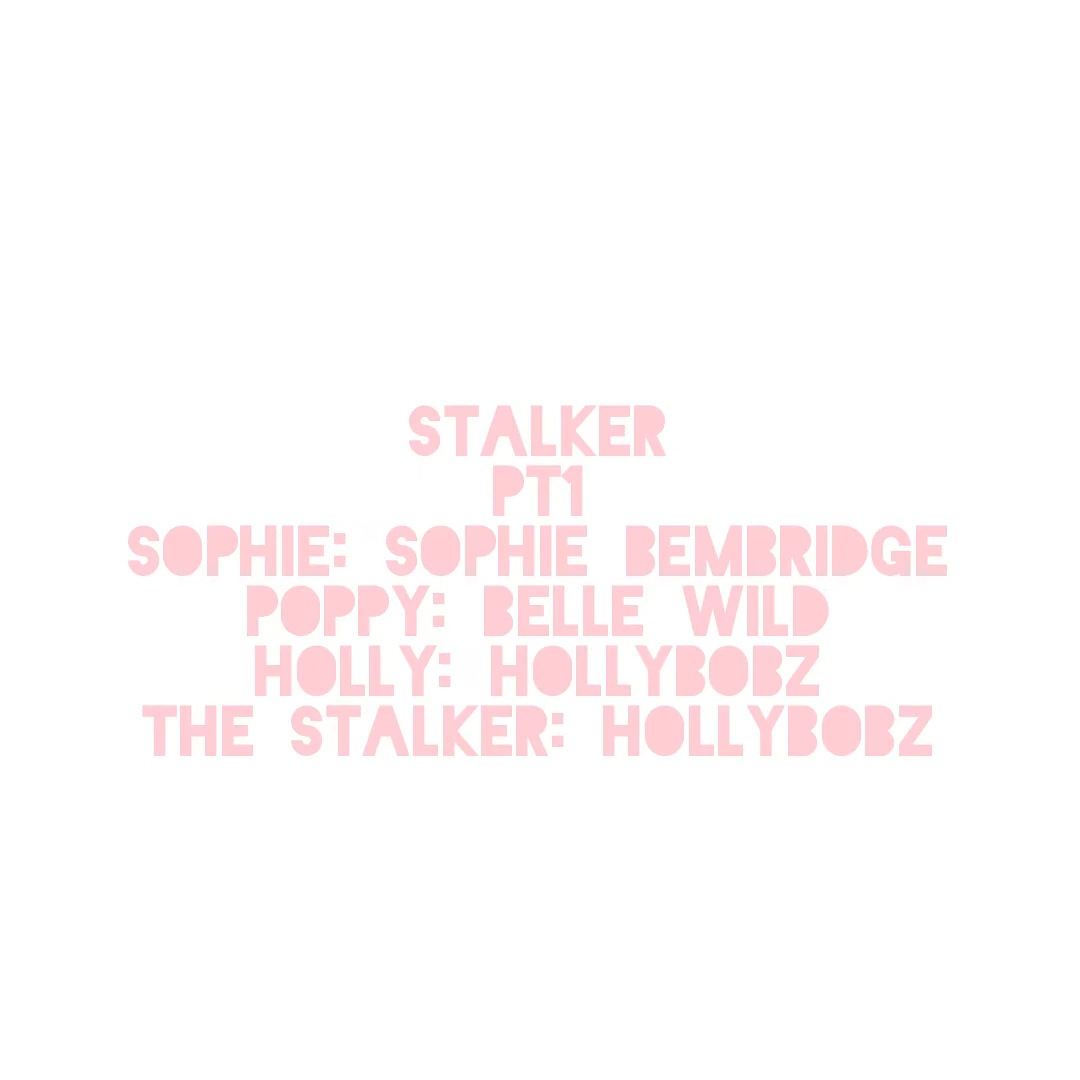 STALKER
PT1
SOPHIE: SOPHIE BEMBRIDGE
POPPY: BELLE WILD
HOLLY: HOLLYBOBZ
THE STALKER: HOLLYBOBZ